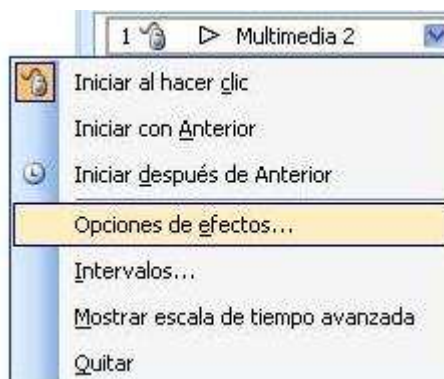 1 Multimedia 2
Iniciar al hacer clic
Iniciar con Anterior
Iniciar después de Anterior
Opciones de efectos...
Intervalos...
Mostrar escala de tiempo avanzada
Quitar